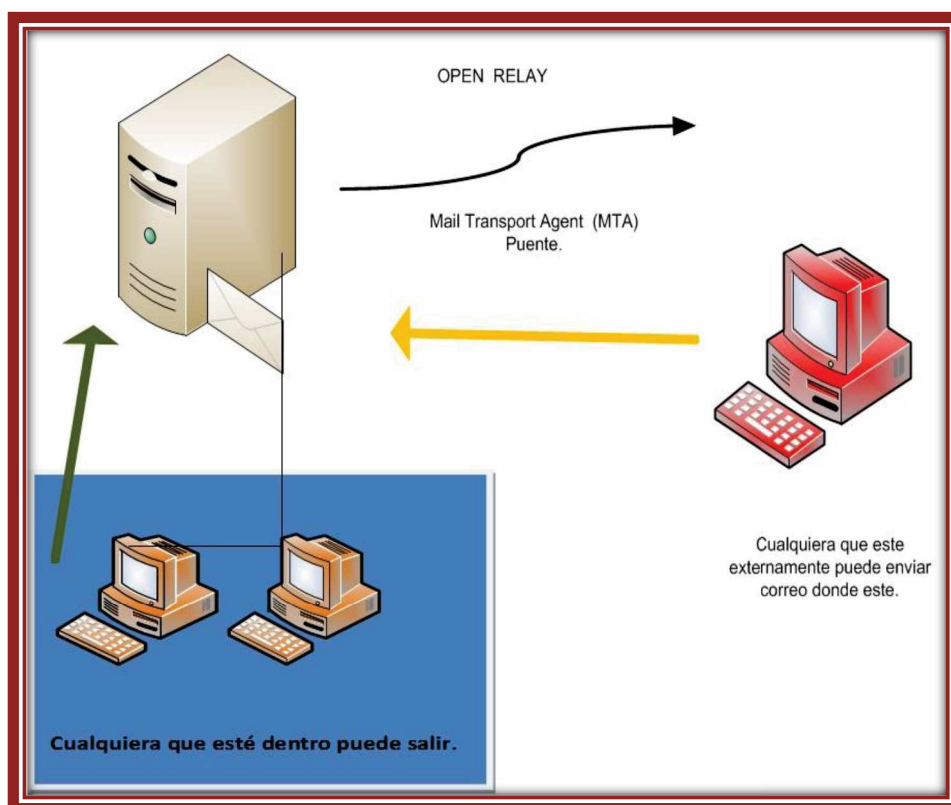 OPEN RELAY
Mail Transport Agent (MTA)
Puente.
Cualquiera que este
externamente puede enviar
correo donde este.
Cualquiera que esté dentro puede salir.